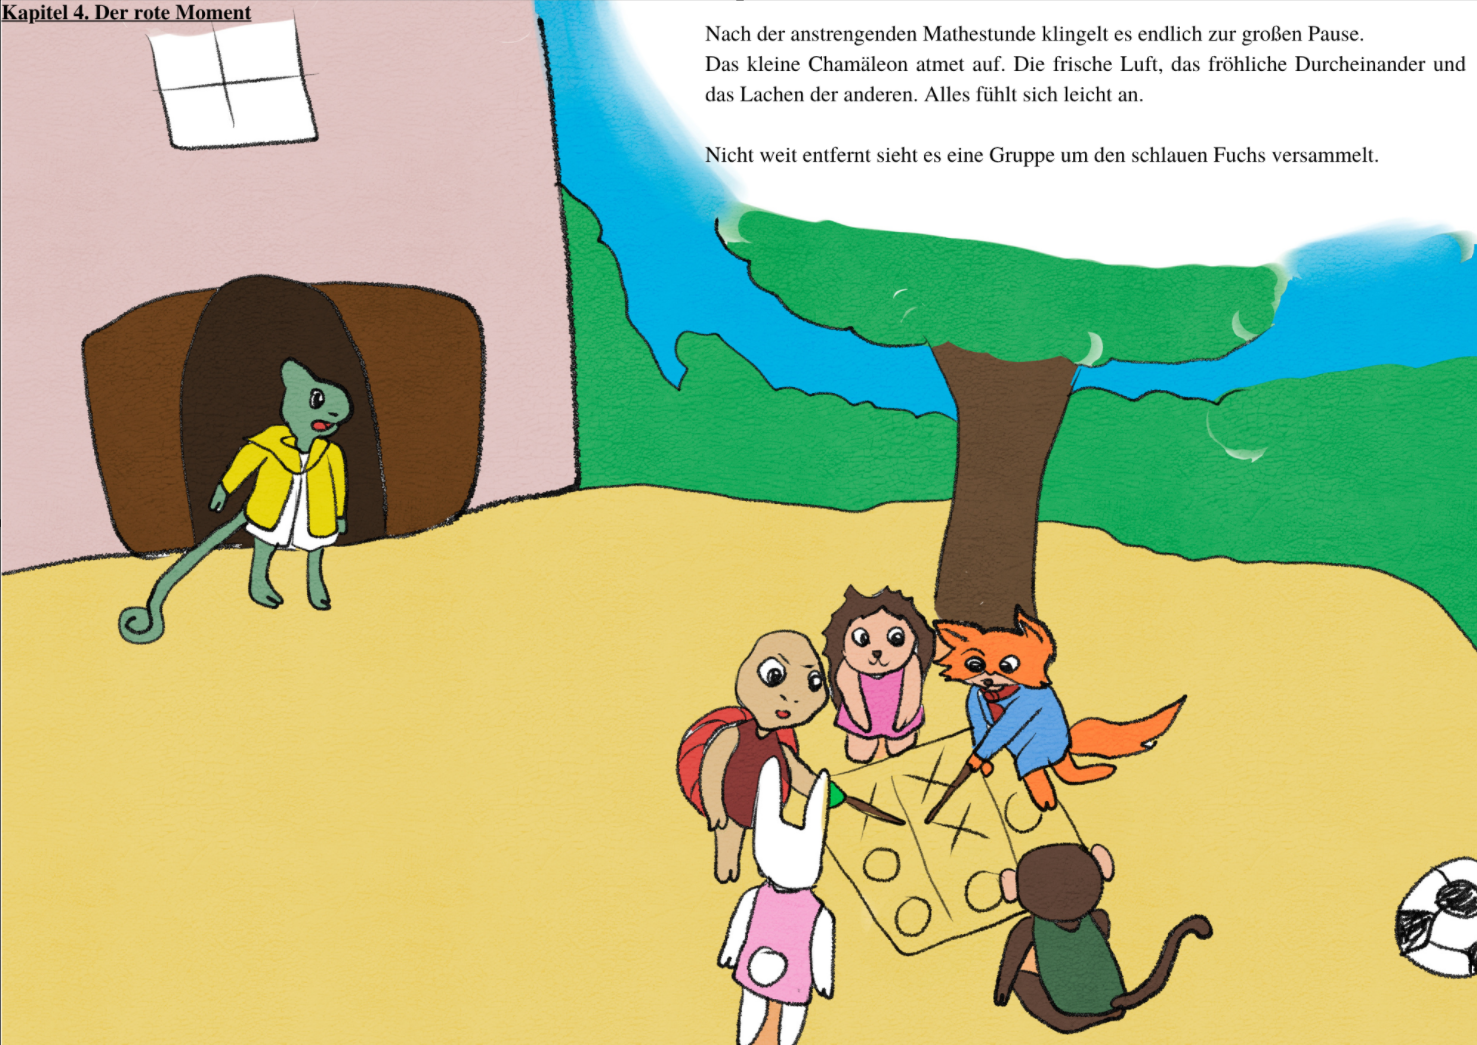 Kapitel 4. Der rote Moment
Nach der anstrengenden Mathestunde klingelt es endlich zur großen Pause.
Das kleine Chamäleon atmet auf. Die frische Luft, das fröhliche Durcheinander und
das Lachen der anderen. Alles fühlt sich leicht an.
Nicht weit entfernt sieht es eine Gruppe um den schlauen Fuchs versammelt.